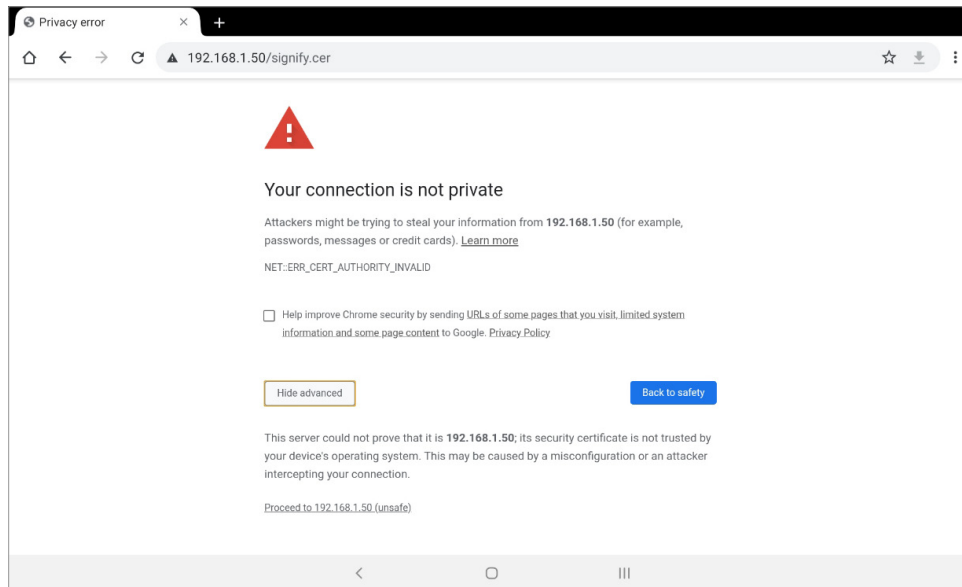 Privacy error
192.168.1.50/signify.cer
Your connection is not private
Attackers might be trying to steal your information from 192.168.1.50 (for example,
passwords, messages or credit cards). Learn more
NET::ERR_CERT_AUTHORITY_INVALID
Help improve Chrome security by sending URLs of some pages that you visit, limited system
information and some page content to Google. Privacy Policy
Hide advanced
Back to safety
This server could not prove that it is 192.168.1.50; its security certificate is not trusted by
your device's operating system. This may be caused by a misconfiguration or an attacker
intercepting your connection.
Proceed to 192.168.1.50 (unsafe)